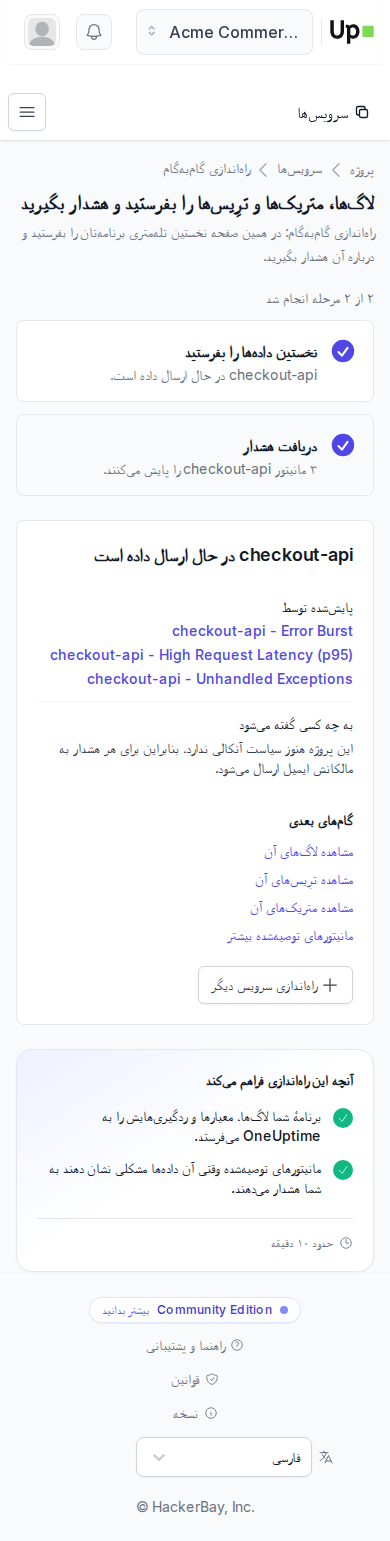 Up
Acme Commer...
سرویس‌ها
پروژه
سرویس‌ها
راه‌اندازی گام‌به‌گام
لاگ‌ها، متریک‌ها و تریس‌ها را بفرستید و هشدار بگیرید
راه‌اندازی گام‌به‌گام: در همین صفحه نخستین تله‌متری برنامه‌تان را بفرستید و
درباره آن هشدار بگیرید.
۲ از ۲ مرحله انجام شد
نخستین داده‌ها را بفرستید
checkout-api در حال ارسال داده است.
دریافت هشدار
۳ مانیتور checkout-api را پایش می‌کنند.
checkout-api در حال ارسال داده است
پایش‌شده توسط
checkout-api - Error Burst
checkout-api - High Request Latency (p95)
checkout-api - Unhandled Exceptions
به چه کسی گفته می‌شود
این پروژه هنوز سیاست آنکالی ندارد. بنابراین برای هر هشدار به
مالکانش ایمیل ارسال می‌شود.
گام‌های بعدی
مشاهده لاگ‌های آن
مشاهده تریس‌های آن
مشاهده متریک‌های آن
مانیتورهای توصیه‌شده بیشتر
راه‌اندازی سرویس دیگر
آنچه این راه‌اندازی فراهم می‌کند
برنامهٔ شما لاگ‌ها، معیارها و ردگیری‌هایش را به
OneUptime می‌فرستد.
مانیتورهای توصیه‌شده وقتی آن داده‌ها مشکلی نشان دهند به
شما هشدار می‌دهند.
حدود ۱۰ دقیقه
Community Edition بیشتر بدانید
راهنما و پشتیبانی
قوانین
نسخه
فارسی
© HackerBay, Inc.